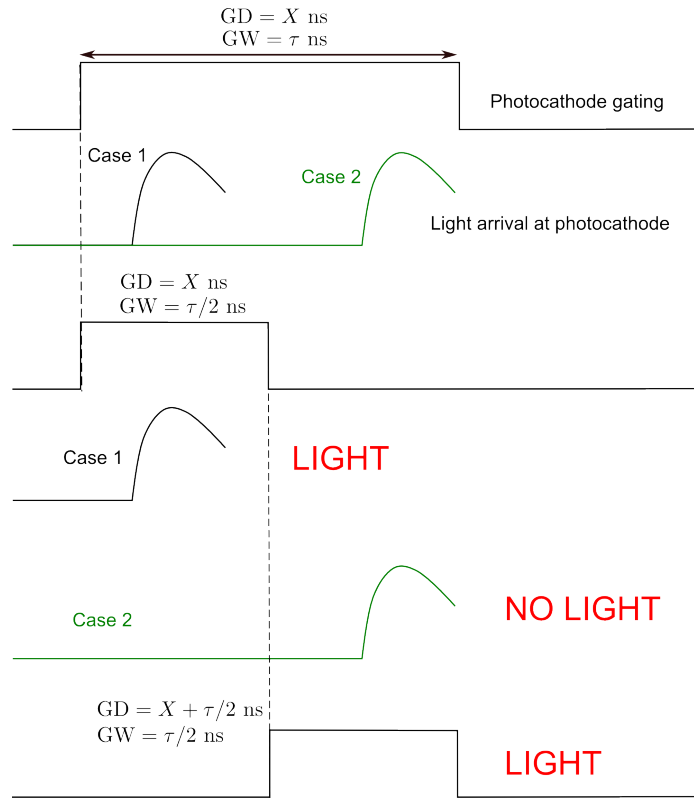 GD = X ns
GW = τ ns
Photocathode gating
Case 1
Case 2
Light arrival at photocathode
GD = X ns
GW = τ/2 ns
Case 1
LIGHT
Case 2
NO LIGHT
GD = X + τ/2 ns
GW = τ/2 ns
LIGHT